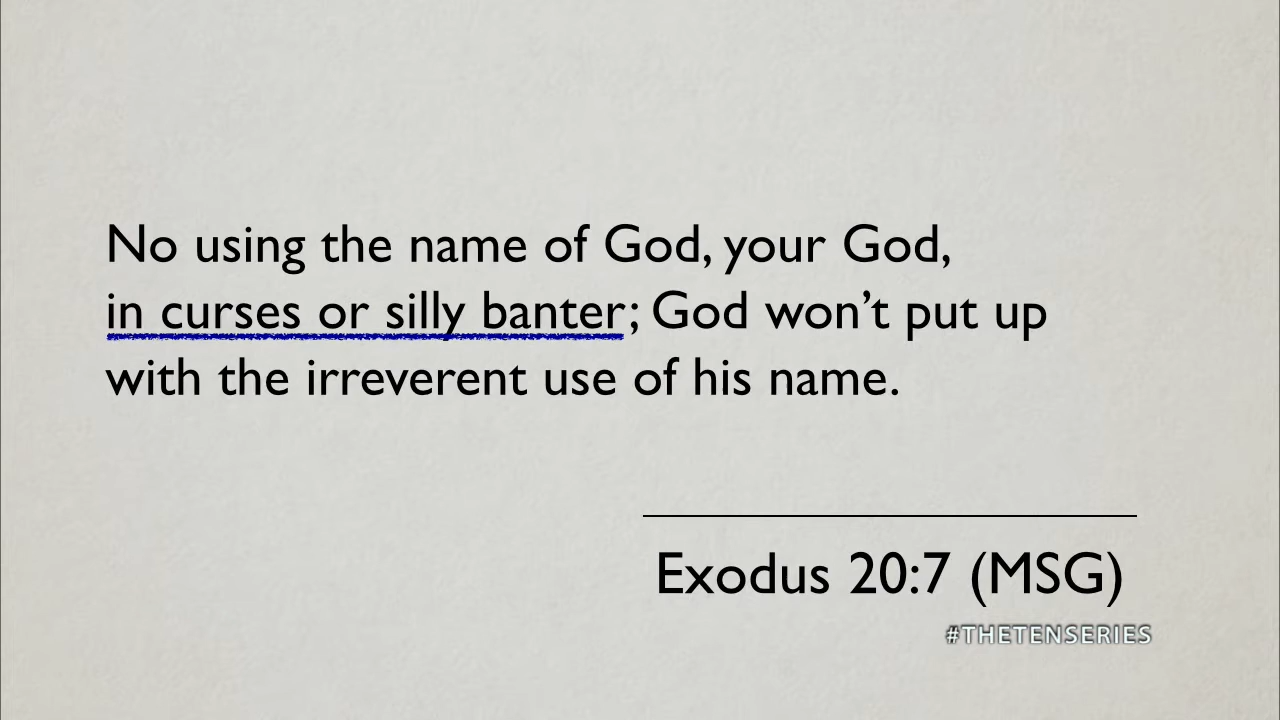 No using the name of God, your God,
in curses or silly banter; God won’t put up
with the irreverent use of his name.
Exodus 20:7 (MSG)
#THETENSERIES